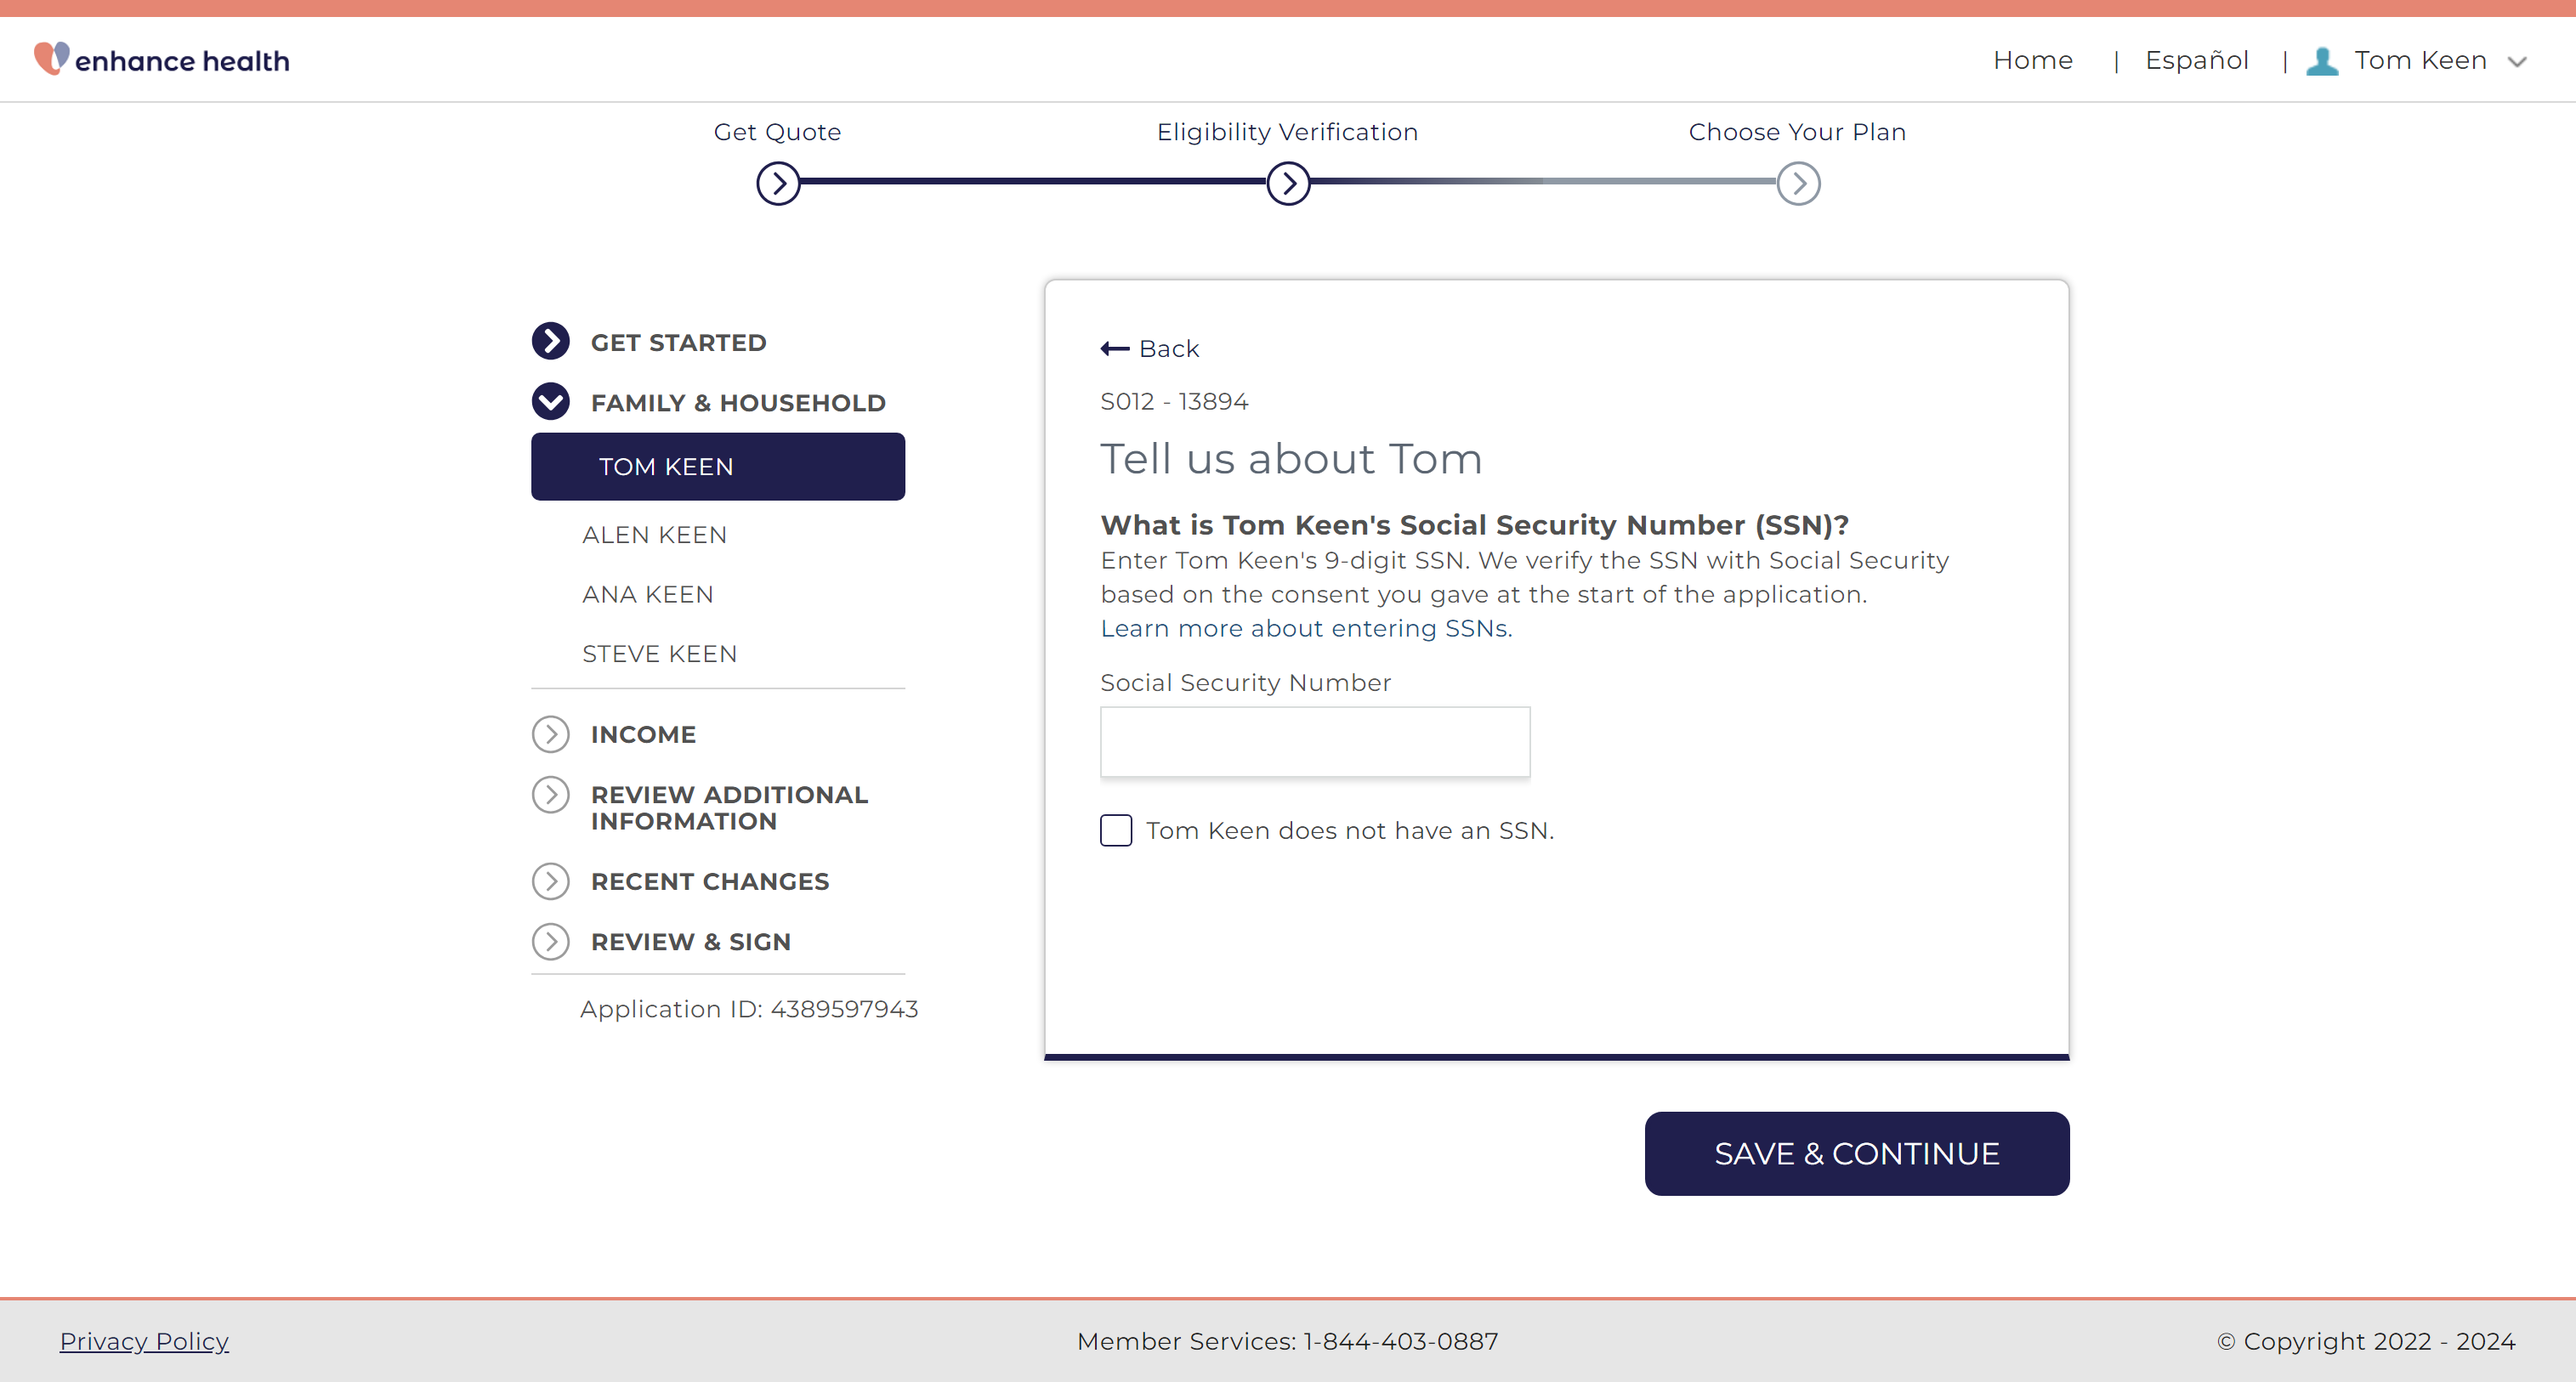 enhance health
Home | Español | Tom Keen
Get Quote
Eligibility Verification
Choose Your Plan
GET STARTED
FAMILY & HOUSEHOLD
TOM KEEN
ALEN KEEN
ANA KEEN
STEVE KEEN
INCOME
REVIEW ADDITIONAL
INFORMATION
RECENT CHANGES
REVIEW & SIGN
Application ID: 4389597943
Back
S012 - 13894
Tell us about Tom
What is Tom Keen's Social Security Number (SSN)?
Enter Tom Keen's 9-digit SSN. We verify the SSN with Social Security
based on the consent you gave at the start of the application.
Learn more about entering SSNs.
Social Security Number
Tom Keen does not have an SSN.
SAVE & CONTINUE
Privacy Policy
Member Services: 1-844-403-0887
© Copyright 2022 - 2024